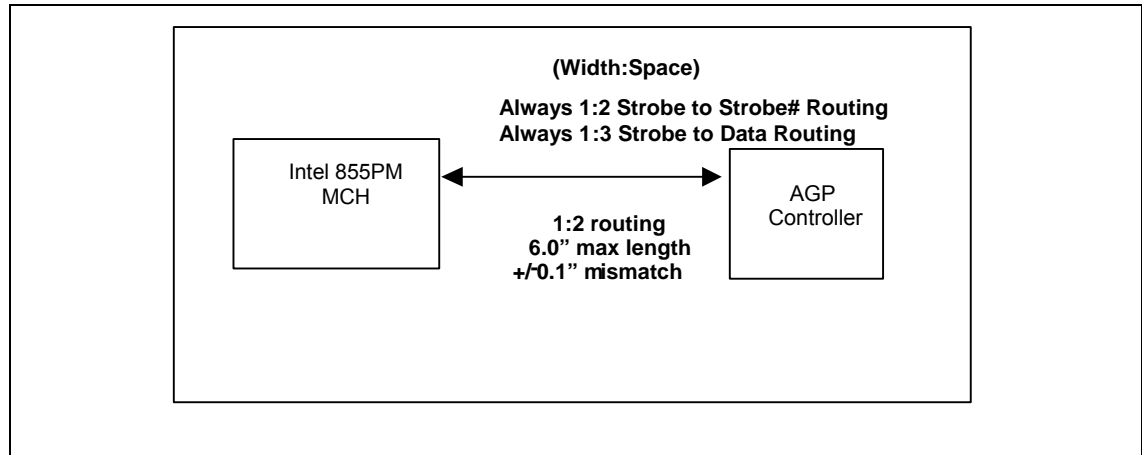 (Width:Space)
Always 1:2 Strobe to Strobe# Routing
Always 1:3 Strobe to Data Routing
Intel 855PM
MCH
AGP
Controller
1:2 routing
6.0” max length
+/-0.1” mismatch